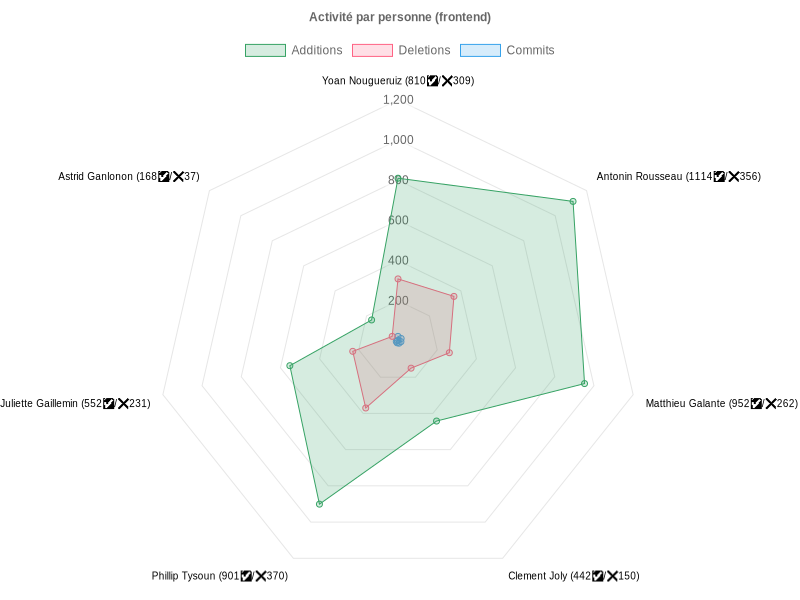 Activité par personne (frontend)
Additions Deletions Commits
Yoan Nougueruiz (810✅/❌309)
1,200
1,000
Astrid Ganlonon (168✅/❌37)
800
Antonin Rousseau (1114✅/❌356)
600
400
200
Juliette Gaillemin (552✅/❌231)
Matthieu Galante (952✅/❌262)
Phillip Tysoun (901✅/❌370)
Clement Joly (442✅/❌150)